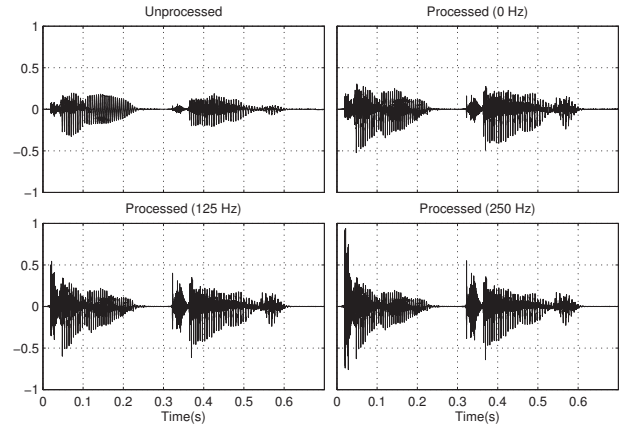 Unprocessed
Processed (0 Hz)
1
0.5
0
−0.5
−1
Processed (125 Hz)
Processed (250 Hz)
1
0.5
0
−0.5
−1
0 0.1 0.2 0.3 0.4 0.5 0.6
0 0.1 0.2 0.3 0.4 0.5 0.6
Time(s)
Time(s)